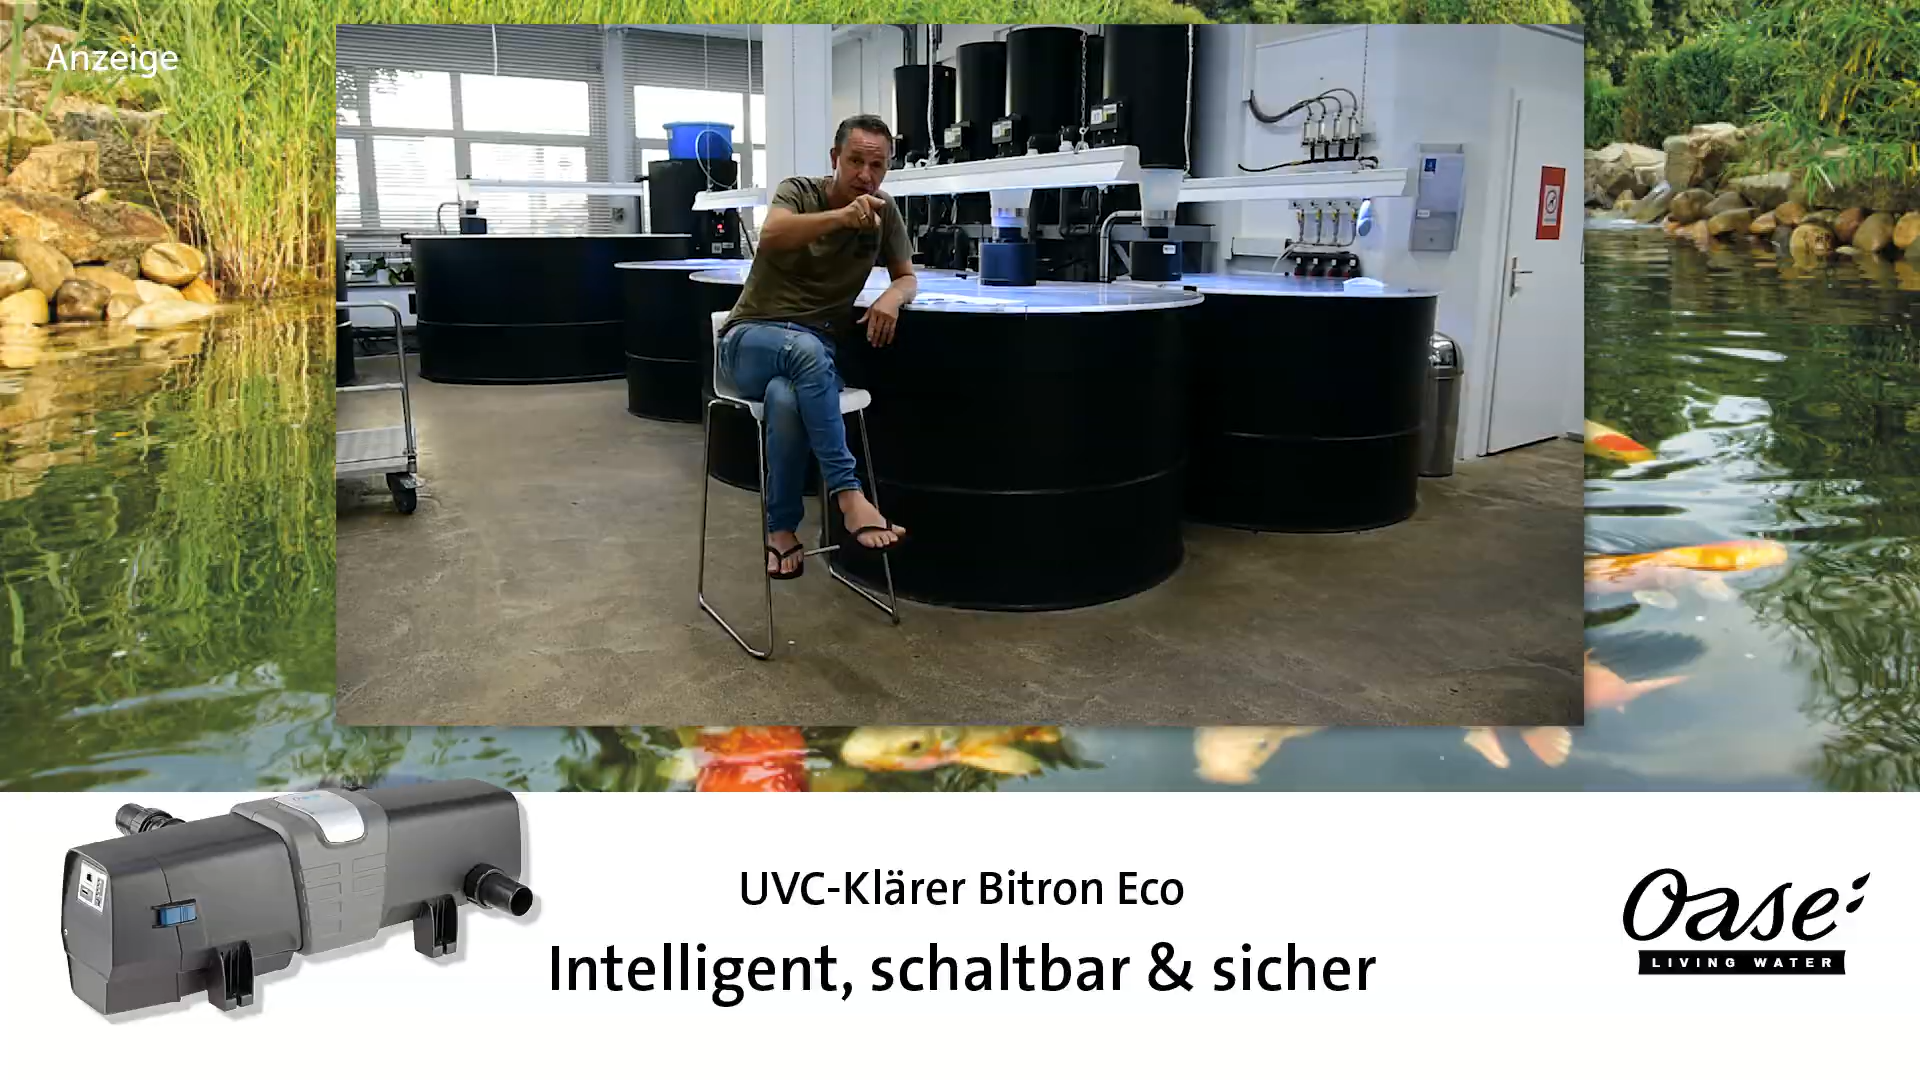 Anzeige
UVC-Klärer Bitron Eco
Intelligent, schaltbar & sicher
Oase
LIVING WATER